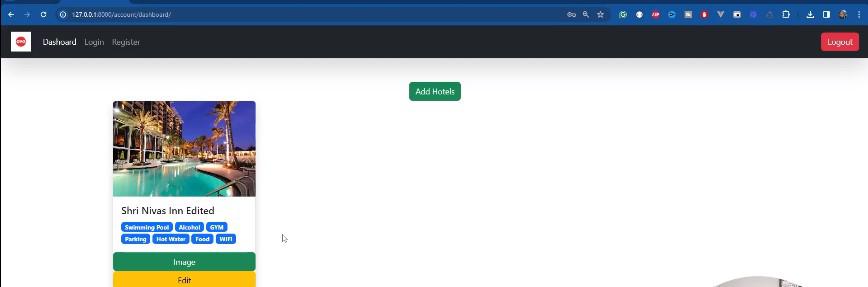 127.0.0.1:8000/account/dashboard/
OYO Dashoard Login Register Logout
Add Hotels
Shri Nivas Inn Edited
Swimming Pool Alcohol GYM
Parking Hot Water Food WIFI
Image
Edit